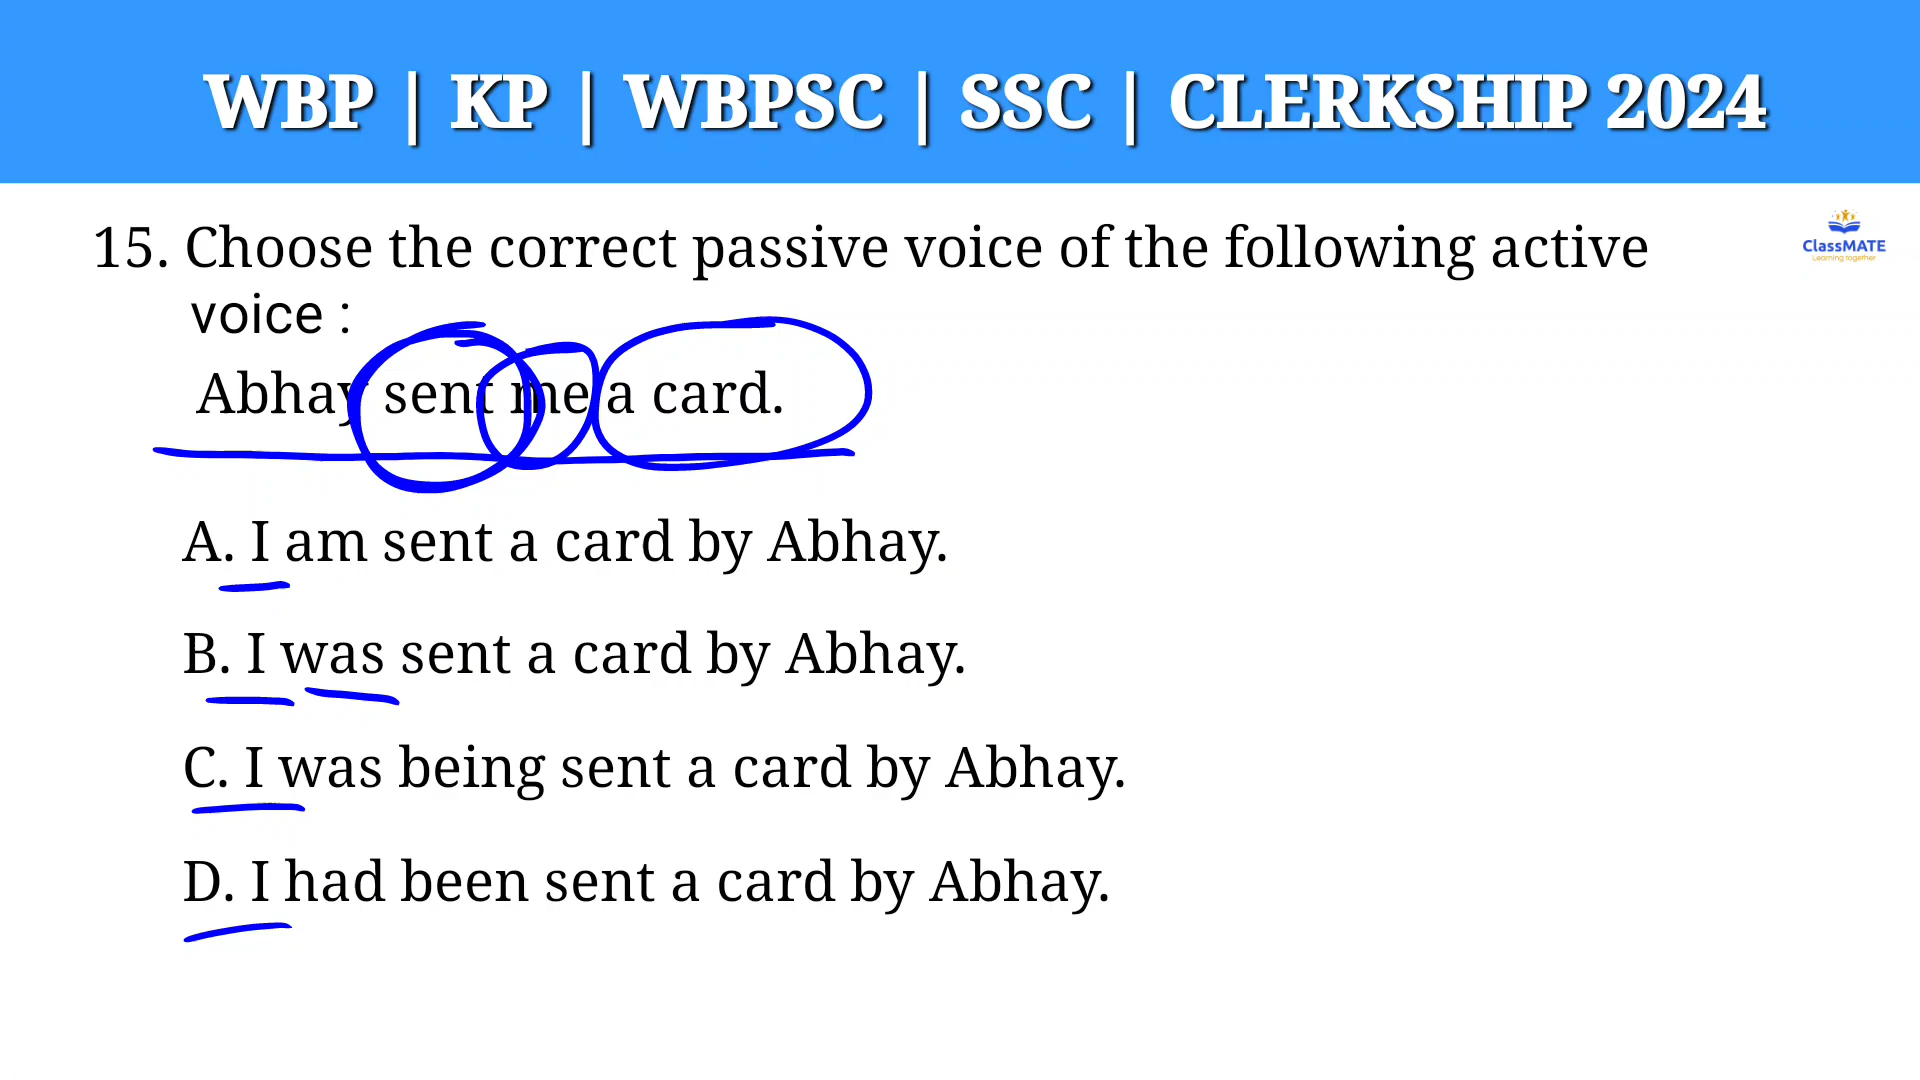 WBP | KP | WBPSC | SSC | CLERKSHIP 2024
15. Choose the correct passive voice of the following active
voice :
ClassMATE
Learning together
Abhay sent me a card.
A. I am sent a card by Abhay.
B. I was sent a card by Abhay.
C. I was being sent a card by Abhay.
D. I had been sent a card by Abhay.